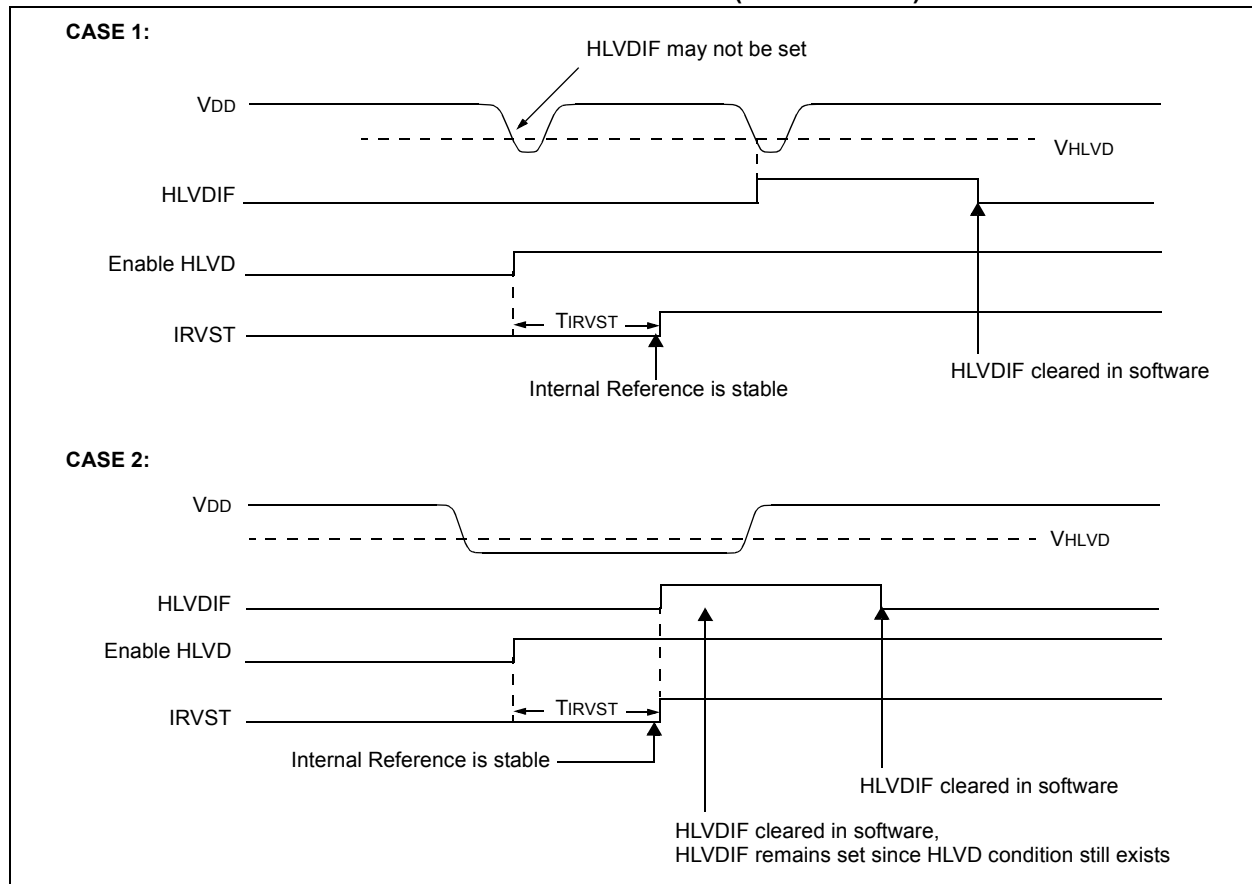 CASE 1:
HLVDIF may not be set
VDD
VHLVD
HLVDIF
Enable HLVD
TIRVST
IRVST
HLVDIF cleared in software
Internal Reference is stable
CASE 2:
VDD
VHLVD
HLVDIF
Enable HLVD
TIRVST
IRVST
Internal Reference is stable
HLVDIF cleared in software
HLVDIF cleared in software,
HLVDIF remains set since HLVD condition still exists